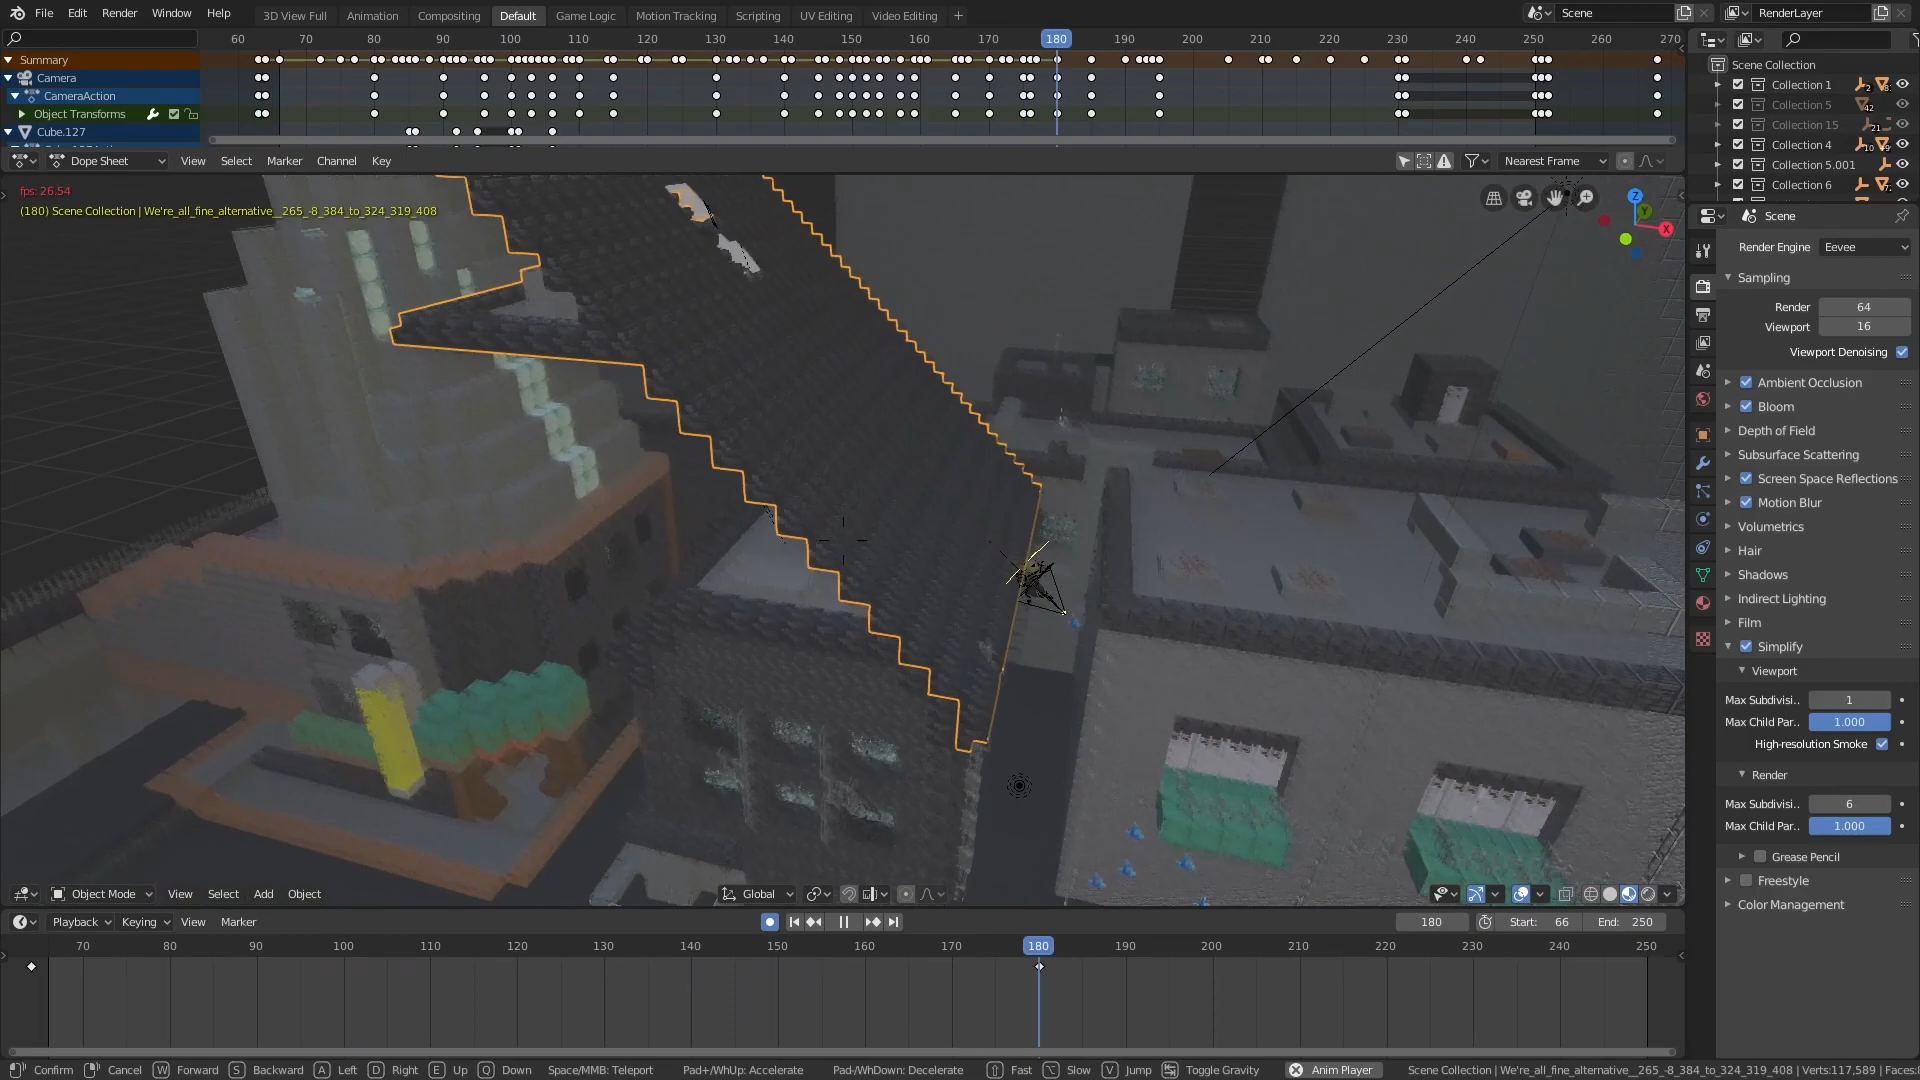 File Edit Render Window Help 3D View Full Animation Compositing Default Game Logic Motion Tracking Scripting UV Editing Video Editing + Scene RenderLayer
60 70 80 90 100 110 120 130 140 150 160 170 180 190 200 210 220 230 240 250 260 270
Summary
Camera
CameraAction
Object Transforms
Cube.127
Dope Sheet View Select Marker Channel Key Nearest Frame
Scene Collection
Collection 1 2
Collection 5 42
Collection 15 21
Collection 4 10
Collection 5.001
Collection 6
fps: 26.54
(180) Scene Collection | We're_all_fine_alternative__265_-8_384_to_324_319_408
Z
Y
X
Scene
Render Engine Eevee
Sampling
Render 64
Viewport 16
Viewport Denoising
Ambient Occlusion
Bloom
Depth of Field
Subsurface Scattering
Screen Space Reflections
Motion Blur
Volumetrics
Hair
Shadows
Indirect Lighting
Film
Simplify
Viewport
Max Subdivisi.. 1
Max Child Par.. 1.000
High-resolution Smoke
Render
Max Subdivisi.. 6
Max Child Par.. 1.000
Grease Pencil
Freestyle
Color Management
Object Mode View Select Add Object Global
Playback Keying View Marker 180 Start: 66 End: 250
70 80 90 100 110 120 130 140 150 160 170 180 190 200 210 220 230 240 250
Confirm Cancel W Forward S Backward A Left D Right E Up Q Down Space/MMB: Teleport Pad+/WhUp: Accelerate Pad-/WhDown: Decelerate Fast Slow V Jump Toggle Gravity Anim Player Scene Collection | We're_all_fine_alternative__265_-8_384_to_324_319_408 | Verts:117,589 | Faces: